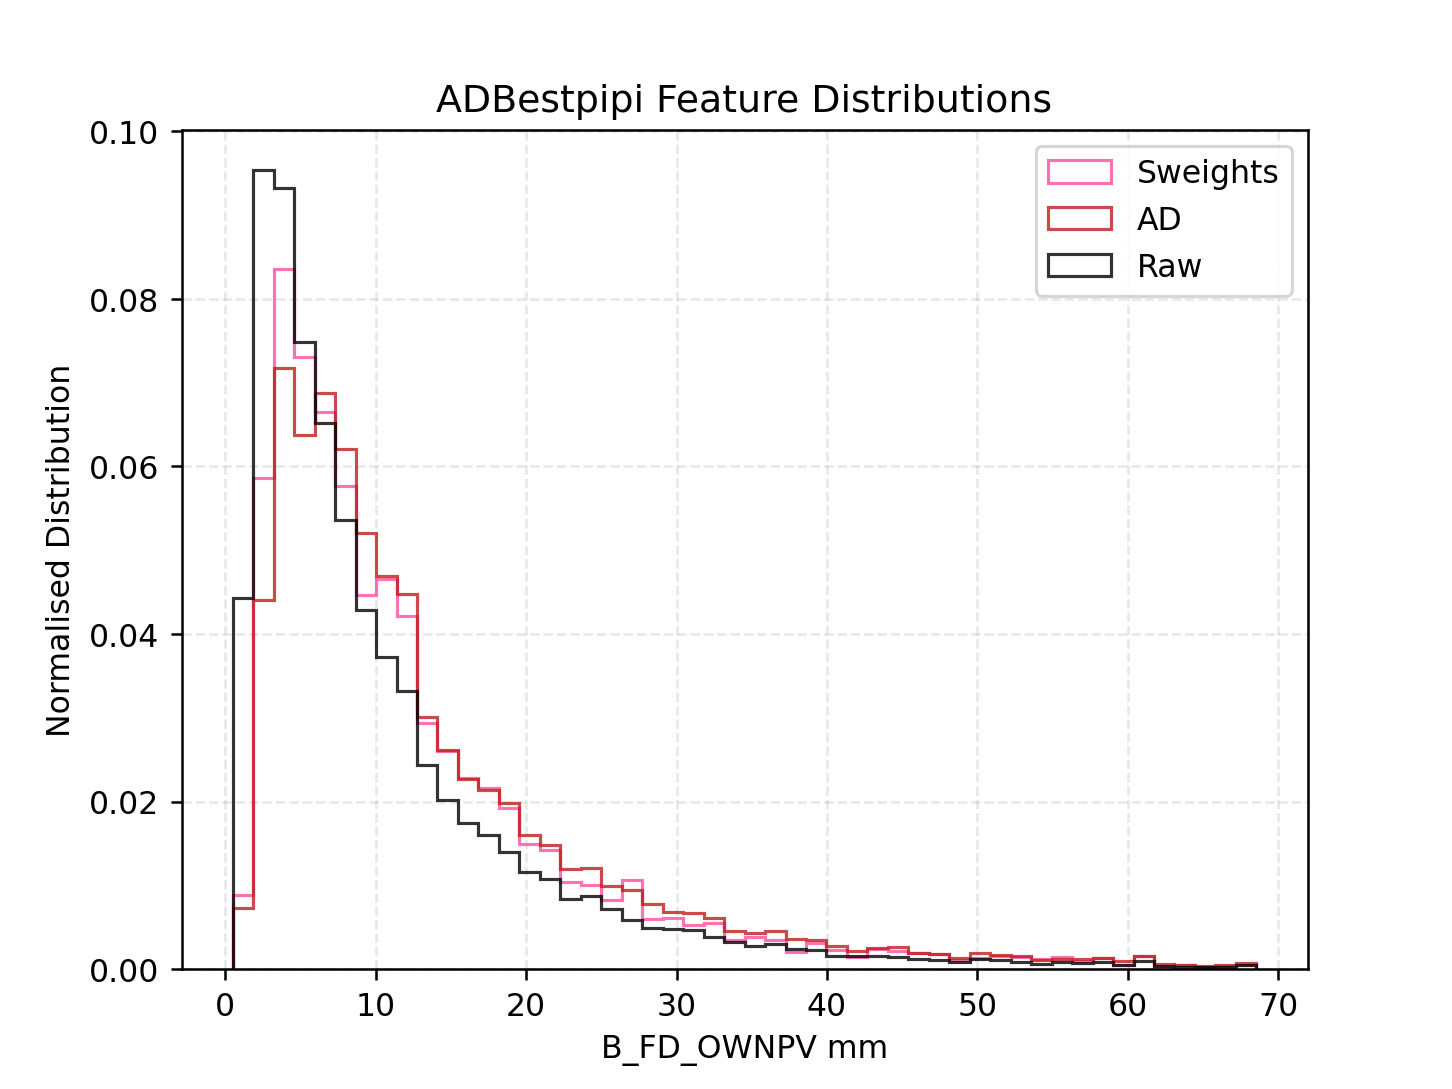 ADBestpipi Feature Distributions
Sweights
AD
Raw
Normalised Distribution
0.10
0.08
0.06
0.04
0.02
0.00
0 10 20 30 40 50 60 70
B_FD_OWNPV mm